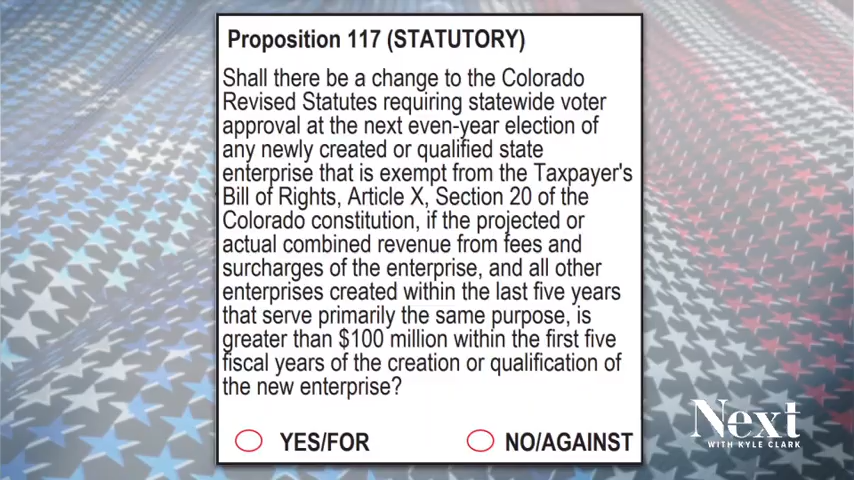 Proposition 117 (STATUTORY)
Shall there be a change to the Colorado
Revised Statutes requiring statewide voter
approval at the next even-year election of
any newly created or qualified state
enterprise that is exempt from the Taxpayer's
Bill of Rights, Article X, Section 20 of the
Colorado constitution, if the projected or
actual combined revenue from fees and
surcharges of the enterprise, and all other
enterprises created within the last five years
that serve primarily the same purpose, is
greater than $100 million within the first five
fiscal years of the creation or qualification of
the new enterprise?
YES/FOR NO/AGAINST
Next
WITH KYLE CLARK